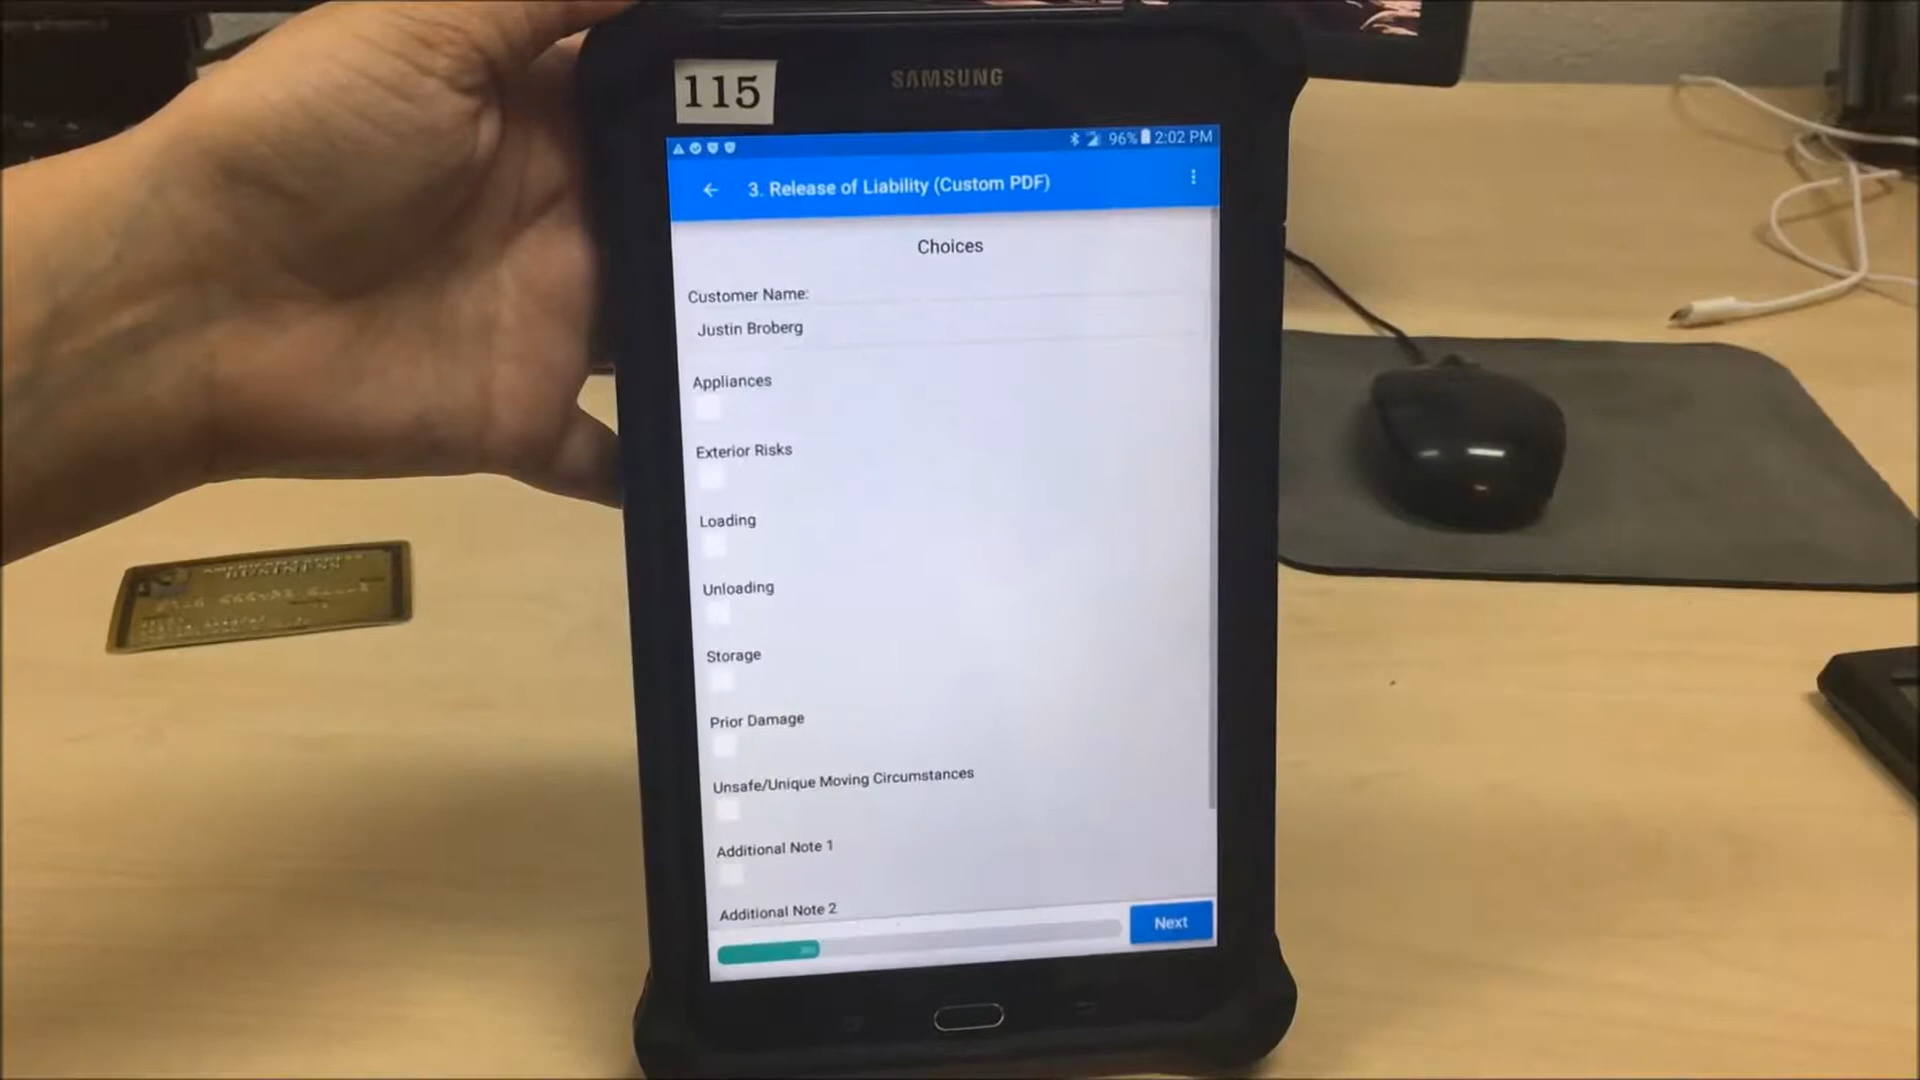 115
SAMSUNG
96% 2:02 PM
3. Release of Liability (Custom PDF)
Choices
Customer Name:
Justin Broberg
Appliances
Exterior Risks
Loading
Unloading
Storage
Prior Damage
Unsafe/Unique Moving Circumstances
Additional Note 1
Additional Note 2
Next
BUSINESS